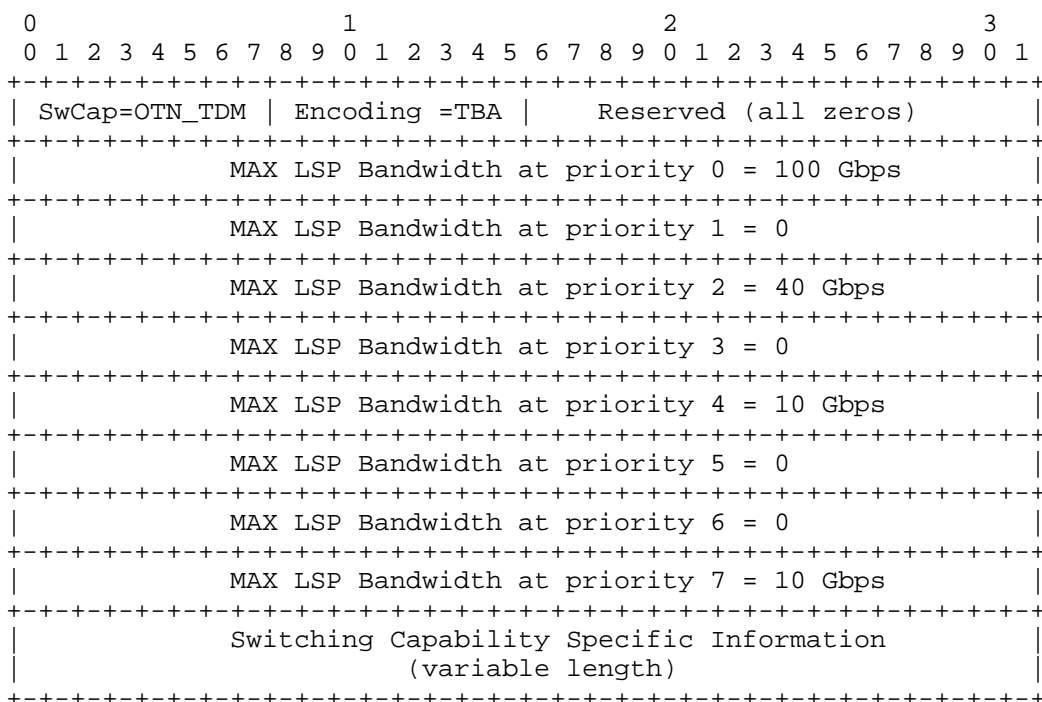 0                   1                   2                   3
 0 1 2 3 4 5 6 7 8 9 0 1 2 3 4 5 6 7 8 9 0 1 2 3 4 5 6 7 8 9 0 1
+-+-+-+-+-+-+-+-+-+-+-+-+-+-+-+-+-+-+-+-+-+-+-+-+-+-+-+-+-+-+-+-+
| SwCap=OTN_TDM | Encoding =TBA |    Reserved (all zeros)       |
+-+-+-+-+-+-+-+-+-+-+-+-+-+-+-+-+-+-+-+-+-+-+-+-+-+-+-+-+-+-+-+-+
|             MAX LSP Bandwidth at priority 0 = 100 Gbps        |
+-+-+-+-+-+-+-+-+-+-+-+-+-+-+-+-+-+-+-+-+-+-+-+-+-+-+-+-+-+-+-+-+
|             MAX LSP Bandwidth at priority 1 = 0               |
+-+-+-+-+-+-+-+-+-+-+-+-+-+-+-+-+-+-+-+-+-+-+-+-+-+-+-+-+-+-+-+-+
|             MAX LSP Bandwidth at priority 2 = 40 Gbps         |
+-+-+-+-+-+-+-+-+-+-+-+-+-+-+-+-+-+-+-+-+-+-+-+-+-+-+-+-+-+-+-+-+
|             MAX LSP Bandwidth at priority 3 = 0               |
+-+-+-+-+-+-+-+-+-+-+-+-+-+-+-+-+-+-+-+-+-+-+-+-+-+-+-+-+-+-+-+-+
|             MAX LSP Bandwidth at priority 4 = 10 Gbps         |
+-+-+-+-+-+-+-+-+-+-+-+-+-+-+-+-+-+-+-+-+-+-+-+-+-+-+-+-+-+-+-+-+
|             MAX LSP Bandwidth at priority 5 = 0               |
+-+-+-+-+-+-+-+-+-+-+-+-+-+-+-+-+-+-+-+-+-+-+-+-+-+-+-+-+-+-+-+-+
|             MAX LSP Bandwidth at priority 6 = 0               |
+-+-+-+-+-+-+-+-+-+-+-+-+-+-+-+-+-+-+-+-+-+-+-+-+-+-+-+-+-+-+-+-+
|             MAX LSP Bandwidth at priority 7 = 10 Gbps         |
+-+-+-+-+-+-+-+-+-+-+-+-+-+-+-+-+-+-+-+-+-+-+-+-+-+-+-+-+-+-+-+-+
|             Switching Capability Specific Information         |
|                        (variable length)                      |
+-+-+-+-+-+-+-+-+-+-+-+-+-+-+-+-+-+-+-+-+-+-+-+-+-+-+-+-+-+-+-+-+